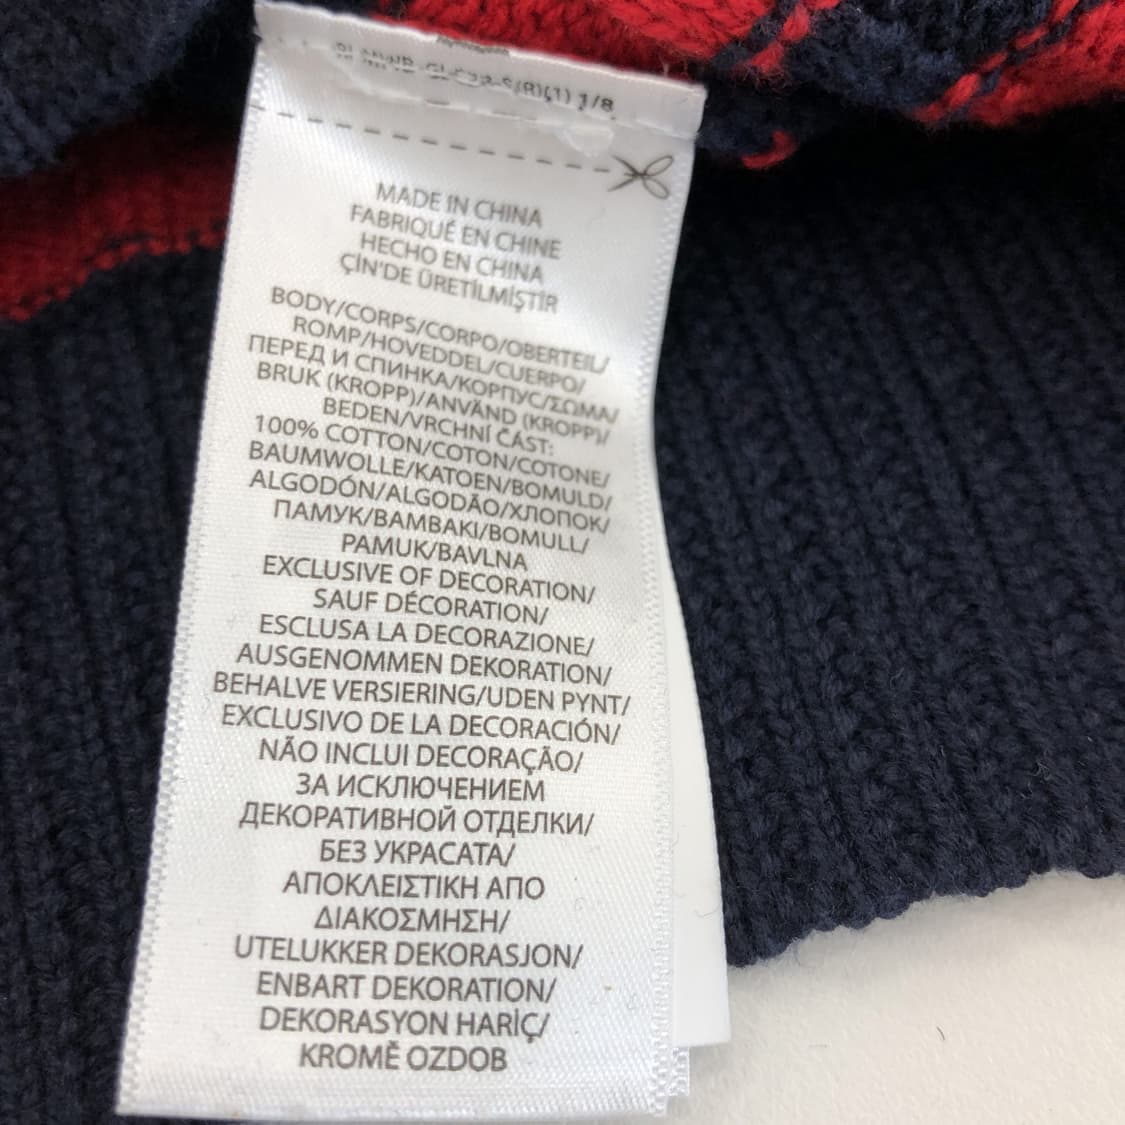 1/8
MADE IN CHINA
FABRIQUÉ EN CHINE
HECHO EN CHINA
ÇİN'DE ÜRETİLMİŞTİR
BODY/CORPS/CORPO/OBERTEIL/
ROMP/HOVEDDEL/CUERPO/
ПЕРЕД И СПИНКА/КОРПУС/ΣΩΜΑ/
BRUK (KROPP)/ANVÄND (KROPP)/
BEDEN/VRCHNÍ ČÁST:
100% COTTON/COTON/COTONE/
BAUMWOLLE/KATOEN/BOMULD/
ALGODÓN/ALGODÃO/ХЛОПОК/
ПАМУК/ΒΑΜΒΑΚΙ/BOMULL/
PAMUK/BAVLNA
EXCLUSIVE OF DECORATION/
SAUF DÉCORATION/
ESCLUSA LA DECORAZIONE/
AUSGENOMMEN DEKORATION/
BEHALVE VERSIERING/UDEN PYNT/
EXCLUSIVO DE LA DECORACIÓN/
NÃO INCLUI DECORAÇÃO/
ЗА ИСКЛЮЧЕНИЕМ
ДЕКОРАТИВНОЙ ОТДЕЛКИ/
БЕЗ УКРАСАТА/
ΑΠΟΚΛΕΙΣΤΙΚΗ ΑΠΟ
ΔΙΑΚΟΣΜΗΣΗ/
UTELUKKER DEKORASJON/
ENBART DEKORATION/
DEKORASYON HARİÇ/
KROMĚ OZDOB